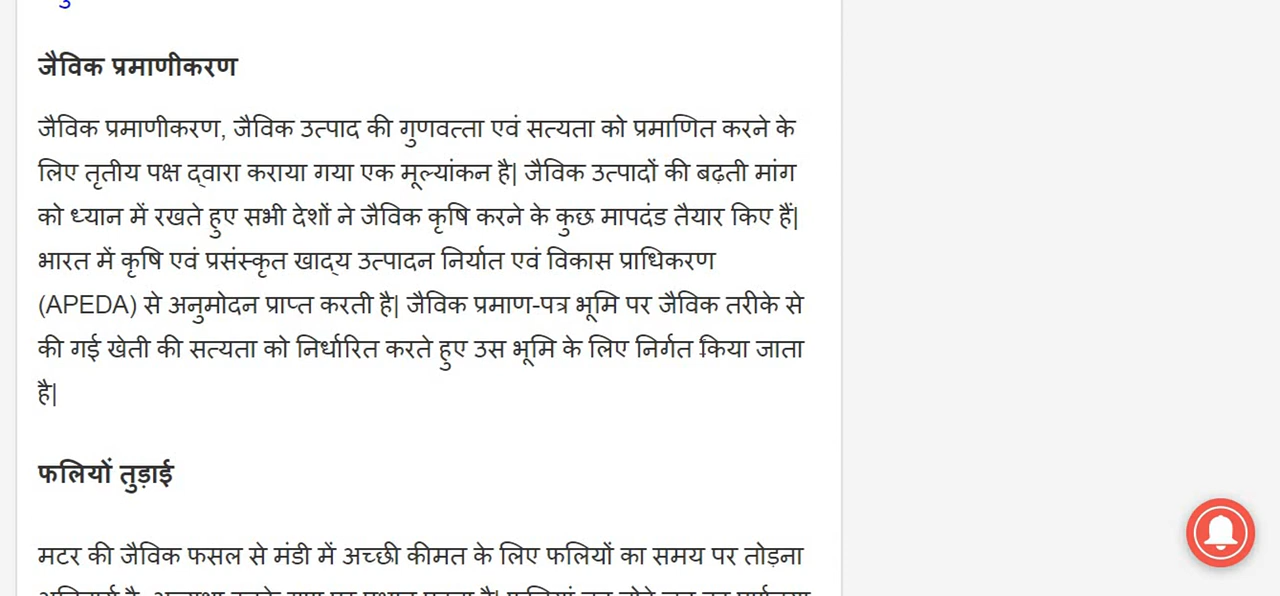 जैविक प्रमाणीकरण
जैविक प्रमाणीकरण, जैविक उत्पाद की गुणवत्ता एवं सत्यता को प्रमाणित करने के
लिए तृतीय पक्ष द्वारा कराया गया एक मूल्यांकन है| जैविक उत्पादों की बढ़ती मांग
को ध्यान में रखते हुए सभी देशों ने जैविक कृषि करने के कुछ मापदंड तैयार किए हैं|
भारत में कृषि एवं प्रसंस्कृत खाद्य उत्पादन निर्यात एवं विकास प्राधिकरण
(APEDA) से अनुमोदन प्राप्त करती है| जैविक प्रमाण-पत्र भूमि पर जैविक तरीके से
की गई खेती की सत्यता को निर्धारित करते हुए उस भूमि के लिए निर्गत किया जाता
है|
फलियों तुड़ाई
मटर की जैविक फसल से मंडी में अच्छी कीमत के लिए फलियों का समय पर तोड़ना